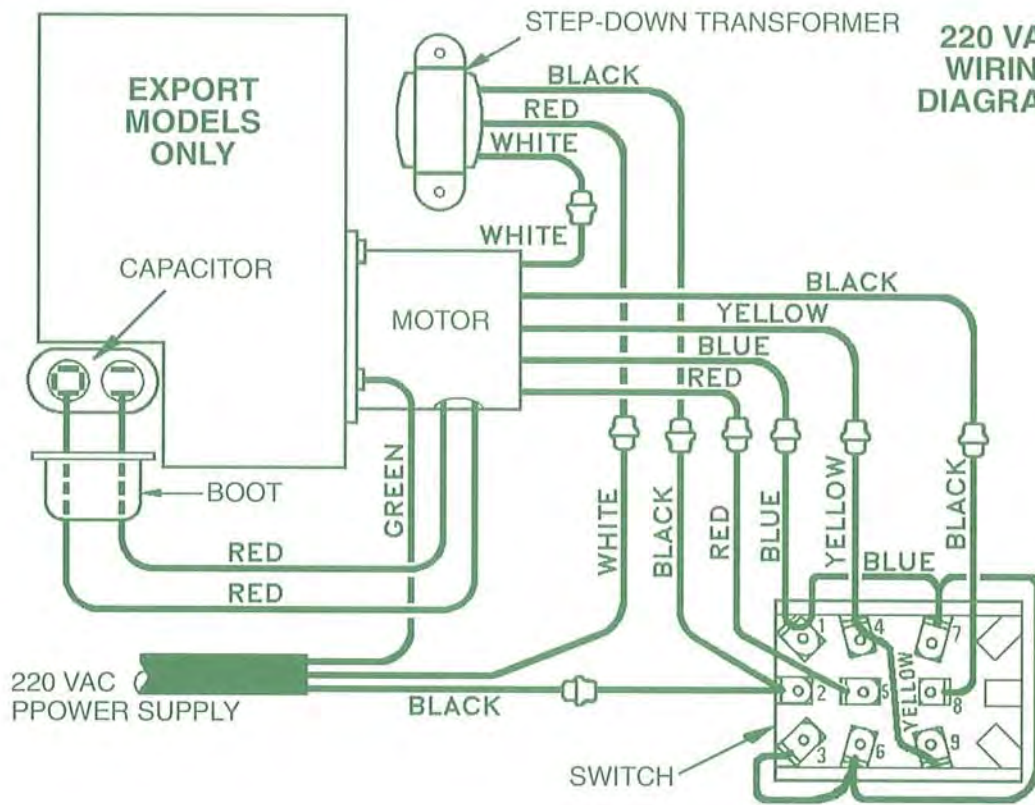 STEP-DOWN TRANSFORMER
220 VA
WIRIN
DIAGRA
EXPORT
MODELS
ONLY
BLACK
RED
WHITE
WHITE
CAPACITOR
MOTOR
BLACK
YELLOW
BLUE
RED
BOOT
GREEN
WHITE
BLACK
RED
BLUE
YELLOW
BLACK
RED
RED
BLUE
1 4 7
2 5 8
YELLOW
3 6 9
220 VAC
PPOWER SUPPLY
BLACK
SWITCH